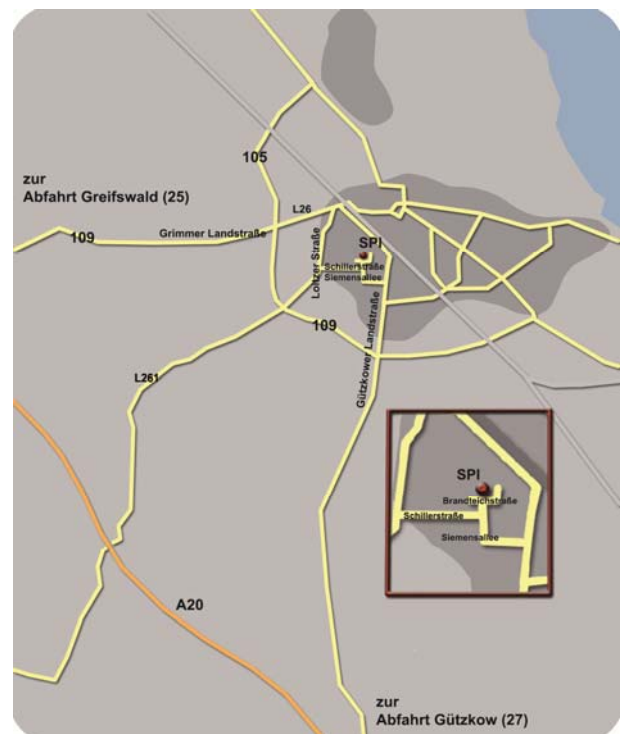 105
zur
Abfahrt Greifswald (25)
L26
109
Grimmer Landstraße
SPI
Loitzer Straße
Schillerstraße
Siemensallee
109
Gützkower Landstraße
L261
SPI
Brandteichstraße
Schillerstraße
Siemensallee
A20
zur
Abfahrt Gützkow (27)